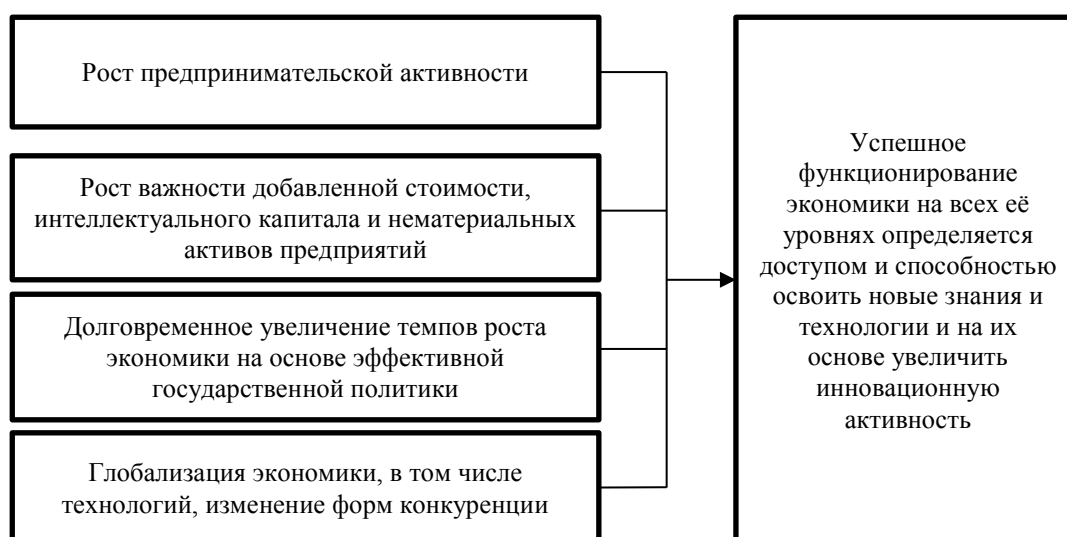 Рост предпринимательской активности
Рост важности добавленной стоимости,
интеллектуального капитала и нематериальных
активов предприятий
Долговременное увеличение темпов роста
экономики на основе эффективной
государственной политики
Глобализация экономики, в том числе
технологий, изменение форм конкуренции
Успешное
функционирование
экономики на всех её
уровнях определяется
доступом и способностью
освоить новые знания и
технологии и на их
основе увеличить
инновационную
активность